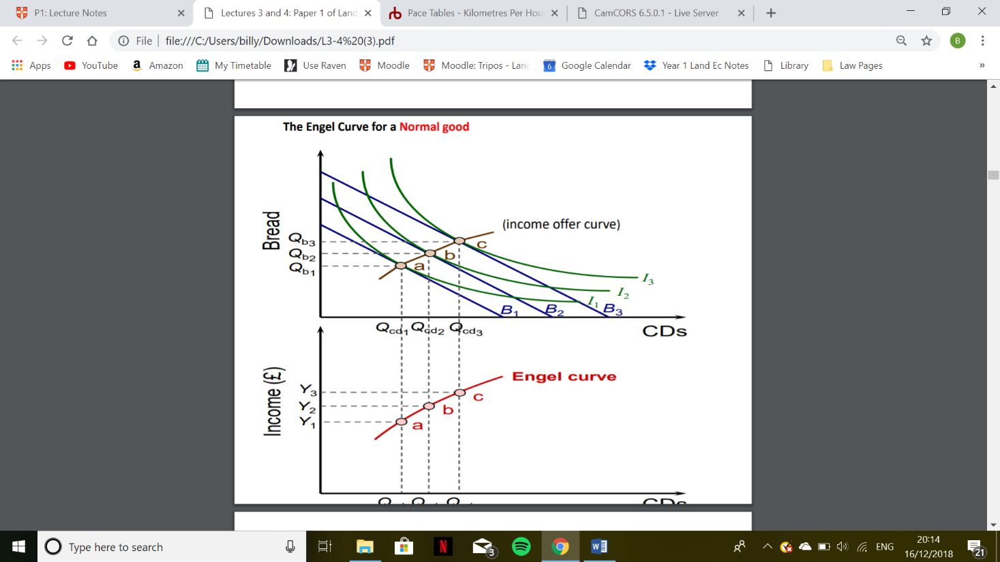 P1: Lecture Notes
Lectures 3 and 4: Paper 1 of Land
Pace Tables - Kilometres Per Hou
CamCORS 6.5.0.1 - Live Server
File
file:///C:/Users/billy/Downloads/L3-4%20(3).pdf
B
Apps
YouTube
a Amazon
My Timetable
Use Raven
Moodle
Moodle: Tripos - Lan
6 Google Calendar
Year 1 Land Ec Notes
Library
Law Pages
»
The Engel Curve for a Normal good
Bread
(income offer curve)
Qb3
Qb2
Qb1
a
b
c
I3
I2
I1
B1
B2
B3
Qcd1 Qcd2 Qcd3
CDs
Income (£)
Engel curve
Y3
Y2
Y1
a
b
c
CDs
Type here to search
N
3
W
ENG
20:14
16/12/2018
21